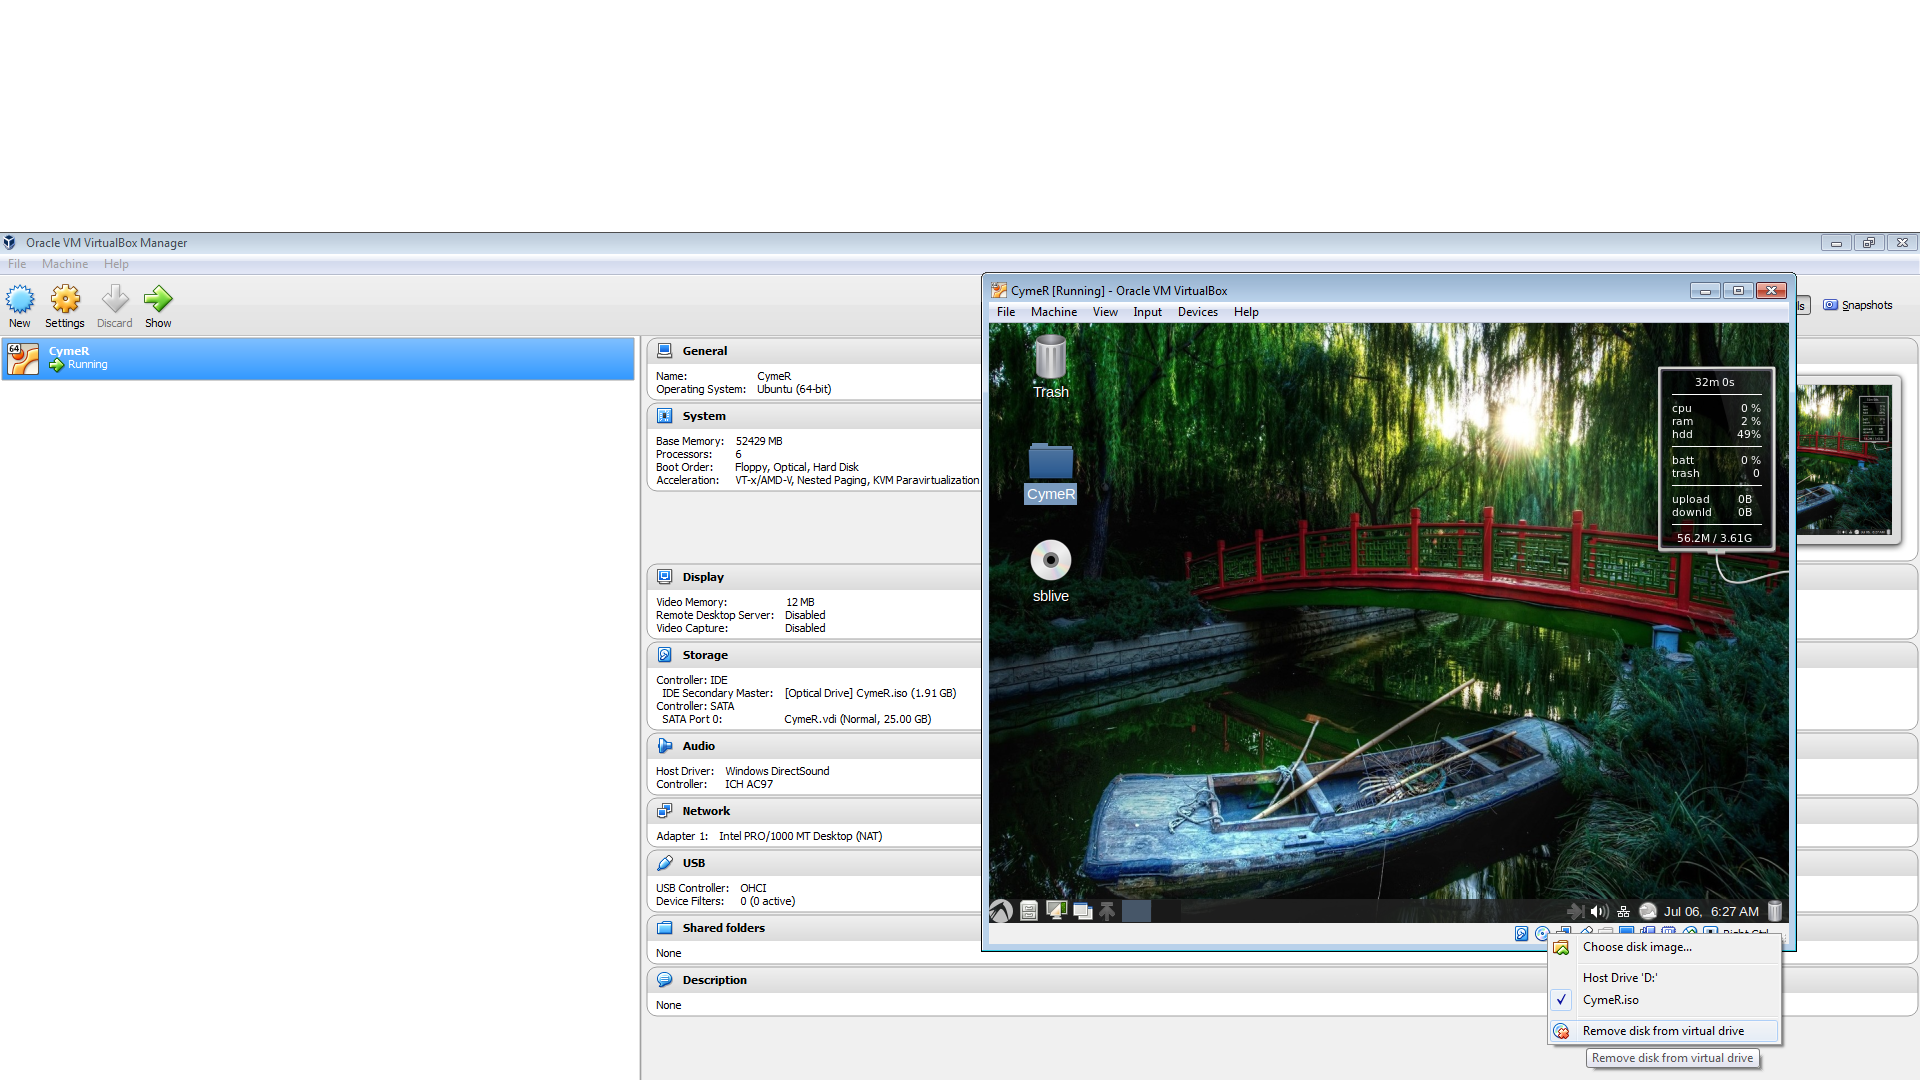 Oracle VM VirtualBox Manager
File Machine Help
New Settings Discard Show
Snapshots
64 CymeR
Running
General
Name: CymeR
Operating System: Ubuntu (64-bit)
System
Base Memory: 52429 MB
Processors: 6
Boot Order: Floppy, Optical, Hard Disk
Acceleration: VT-x/AMD-V, Nested Paging, KVM Paravirtualization
Display
Video Memory: 12 MB
Remote Desktop Server: Disabled
Video Capture: Disabled
Storage
Controller: IDE
IDE Secondary Master: [Optical Drive] CymeR.iso (1.91 GB)
Controller: SATA
SATA Port 0: CymeR.vdi (Normal, 25.00 GB)
Audio
Host Driver: Windows DirectSound
Controller: ICH AC97
Network
Adapter 1: Intel PRO/1000 MT Desktop (NAT)
USB
USB Controller: OHCI
Device Filters: 0 (0 active)
Shared folders
None
Description
None
CymeR [Running] - Oracle VM VirtualBox
File Machine View Input Devices Help
Trash
CymeR
sblive
32m 0s
cpu 0 %
ram 2 %
hdd 49%
batt 0 %
trash 0
upload 0B
downld 0B
56.2M / 3.61G
Jul 06, 6:27 AM
Right Ctrl
Choose disk image...
Host Drive 'D:'
CymeR.iso
Remove disk from virtual drive
Remove disk from virtual drive